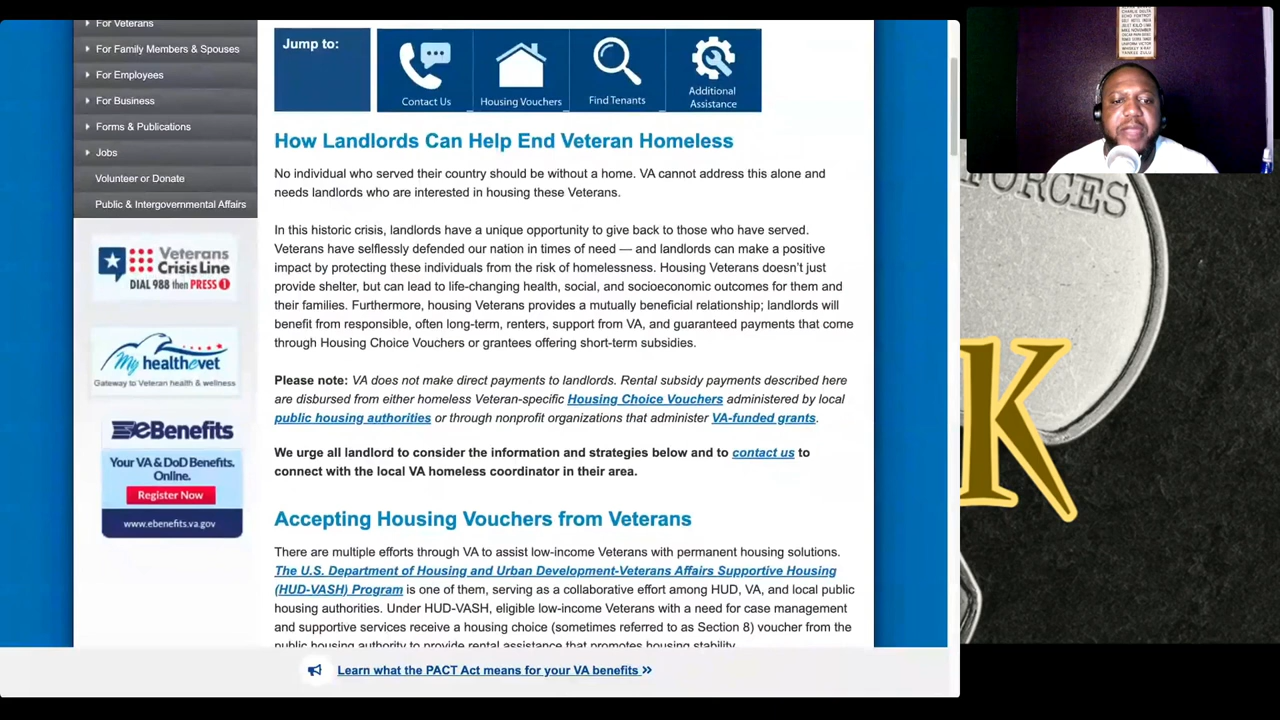 For Veterans
For Family Members & Spouses
For Employees
For Business
Forms & Publications
Jobs
Volunteer or Donate
Public & Intergovernmental Affairs
Veterans
Crisis Line
DIAL 988 then PRESS 1
My healthevet
Gateway to Veteran health & wellness
eBenefits
Your VA & DoD Benefits.
Online.
Register Now
www.ebenefits.va.gov
Jump to:
Contact Us
Housing Vouchers
Find Tenants
Additional
Assistance
How Landlords Can Help End Veteran Homeless
No individual who served their country should be without a home. VA cannot address this alone and
needs landlords who are interested in housing these Veterans.
In this historic crisis, landlords have a unique opportunity to give back to those who have served.
Veterans have selflessly defended our nation in times of need — and landlords can make a positive
impact by protecting these individuals from the risk of homelessness. Housing Veterans doesn't just
provide shelter, but can lead to life-changing health, social, and socioeconomic outcomes for them and
their families. Furthermore, housing Veterans provides a mutually beneficial relationship; landlords will
benefit from responsible, often long-term, renters, support from VA, and guaranteed payments that come
through Housing Choice Vouchers or grantees offering short-term subsidies.
Please note: VA does not make direct payments to landlords. Rental subsidy payments described here
are disbursed from either homeless Veteran-specific Housing Choice Vouchers administered by local
public housing authorities or through nonprofit organizations that administer VA-funded grants.
We urge all landlord to consider the information and strategies below and to contact us to
connect with the local VA homeless coordinator in their area.
Accepting Housing Vouchers from Veterans
There are multiple efforts through VA to assist low-income Veterans with permanent housing solutions.
The U.S. Department of Housing and Urban Development-Veterans Affairs Supportive Housing
(HUD-VASH) Program is one of them, serving as a collaborative effort among HUD, VA, and local public
housing authorities. Under HUD-VASH, eligible low-income Veterans with a need for case management
and supportive services receive a housing choice (sometimes referred to as Section 8) voucher from the
public housing authority to provide rental assistance that promotes housing stability.
Learn what the PACT Act means for your VA benefits »
FORCES
K